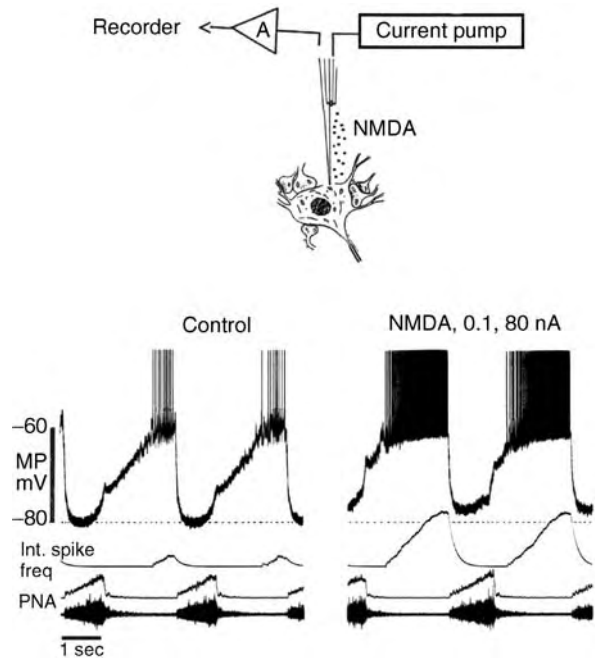 Recorder
A
Current pump
NMDA
Control
NMDA, 0.1, 80 nA
–60
MP
mV
–80
Int. spike
freq
PNA
1 sec